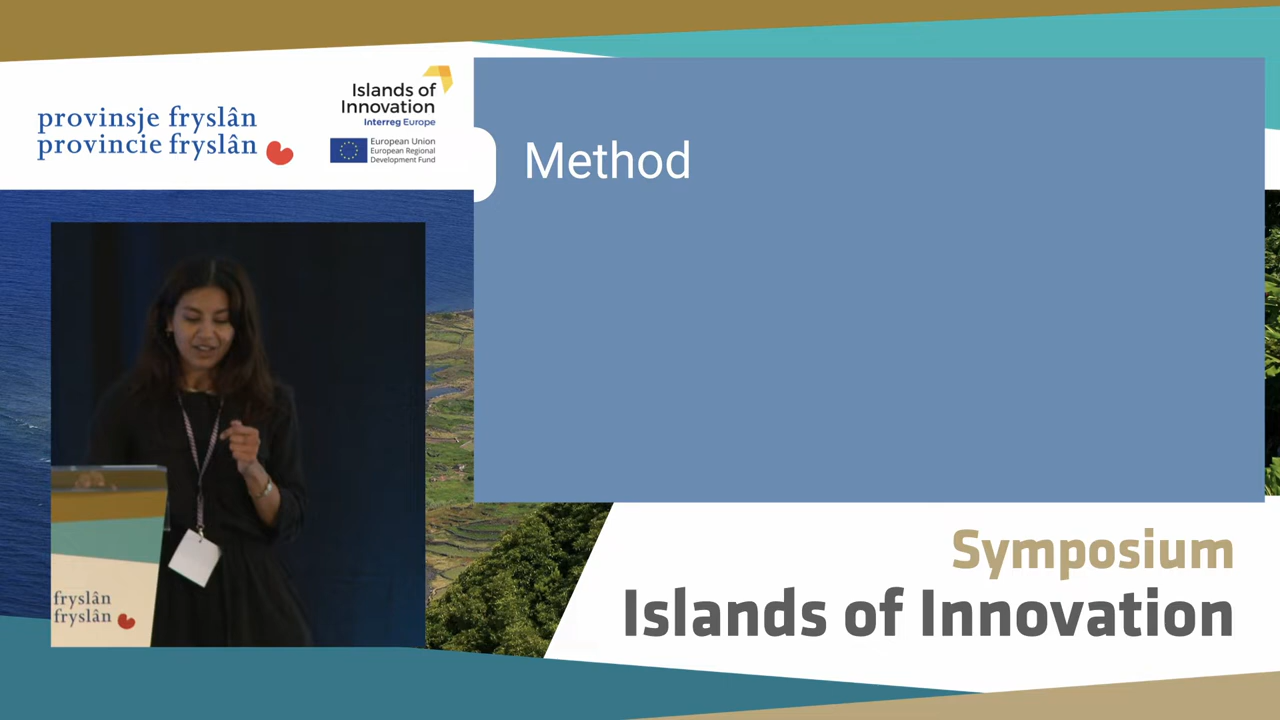 provinsje fryslân
provincie fryslân
Islands of
Innovation
Interreg Europe
European Union
European Regional
Development Fund
Method
fryslân
fryslân
Symposium
Islands of Innovation